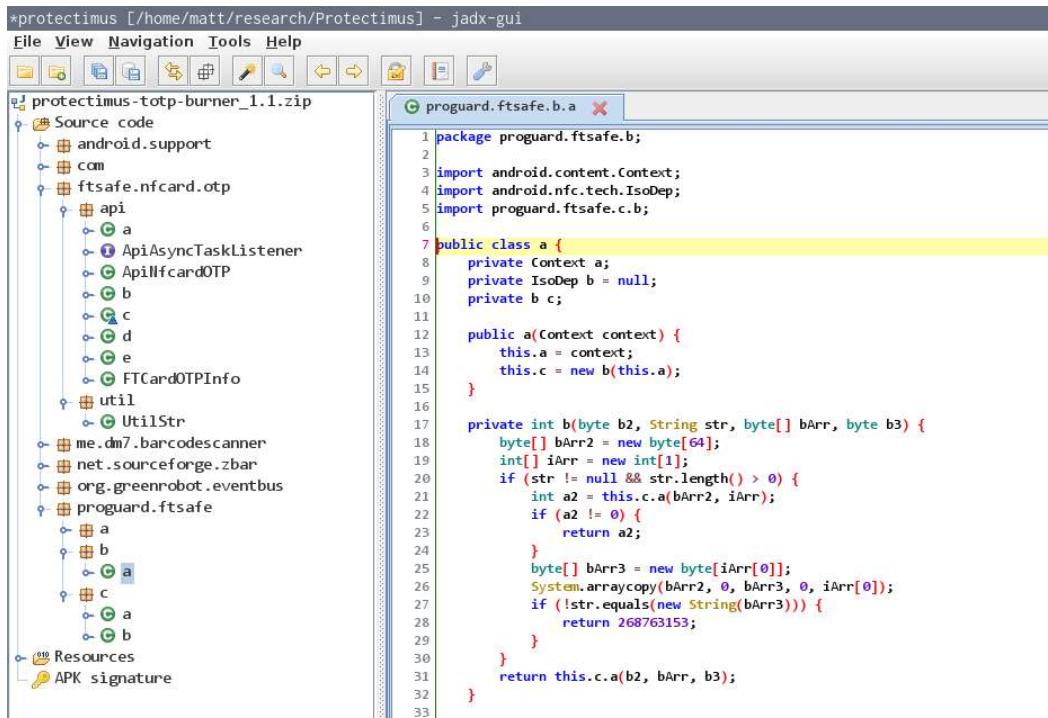 *protectimus [/home/matt/research/Protectimus] - jadx-gui
File View Navigation Tools Help
protectimus-totp-burner_1.1.zip
Source code
android.support
com
ftsafe.nfcard.otp
api
a
ApiAsyncTaskListener
ApiNfcardOTP
b
c
d
e
FTCardOTPInfo
util
UtilStr
me.dm7.barcodescanner
net.sourceforge.zbar
org.greenrobot.eventbus
proguard.ftsafe
a
b
a
c
a
b
Resources
APK signature
proguard.ftsafe.b.a
1 package proguard.ftsafe.b;
2
3 import android.content.Context;
4 import android.nfc.tech.IsoDep;
5 import proguard.ftsafe.c.b;
6
7 public class a {
8 private Context a;
9 private IsoDep b = null;
10 private b c;
11
12 public a(Context context) {
13 this.a = context;
14 this.c = new b(this.a);
15 }
16
17 private int b(byte b2, String str, byte[] bArr, byte b3) {
18 byte[] bArr2 = new byte[64];
19 int[] iArr = new int[1];
20 if (str != null && str.length() > 0) {
21 int a2 = this.c.a(bArr2, iArr);
22 if (a2 != 0) {
23 return a2;
24 }
25 byte[] bArr3 = new byte[iArr[0]];
26 System.arraycopy(bArr2, 0, bArr3, 0, iArr[0]);
27 if (!str.equals(new String(bArr3))) {
28 return 268763153;
29 }
30 }
31 return this.c.a(b2, bArr, b3);
32 }
33